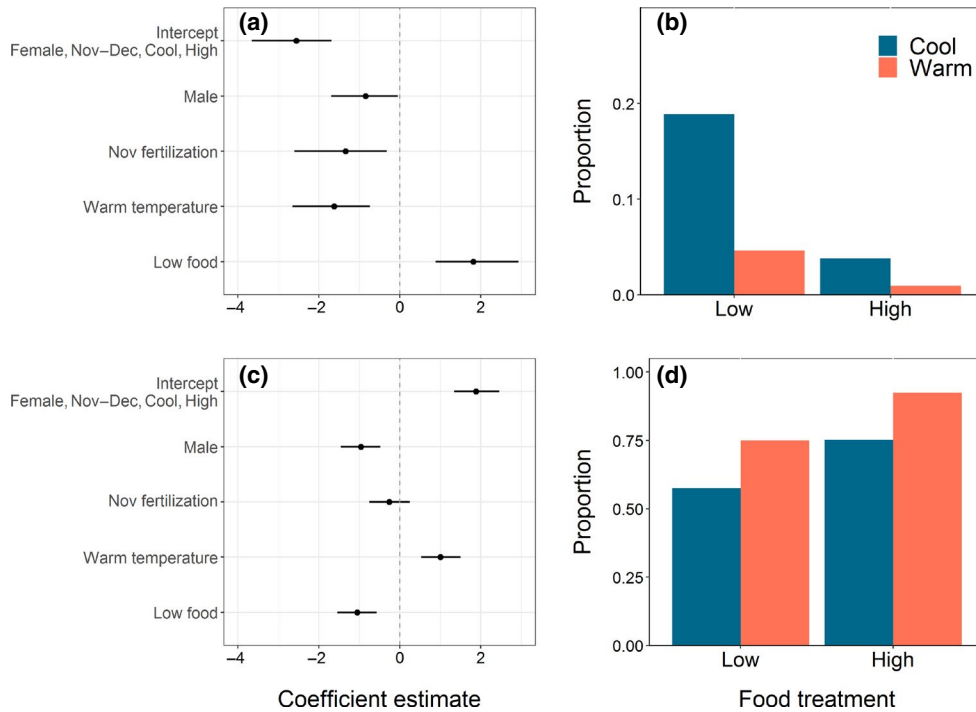 (a)
Intercept
Female, Nov–Dec, Cool, High
Male
Nov fertilization
Warm temperature
Low food
−4 −2 0 2
(b)
Cool
Warm
Proportion
0.2
0.1
0.0
Low High
(c)
Intercept
Female, Nov–Dec, Cool, High
Male
Nov fertilization
Warm temperature
Low food
−4 −2 0 2
Coefficient estimate
(d)
Proportion
1.00
0.75
0.50
0.25
0.00
Low High
Food treatment